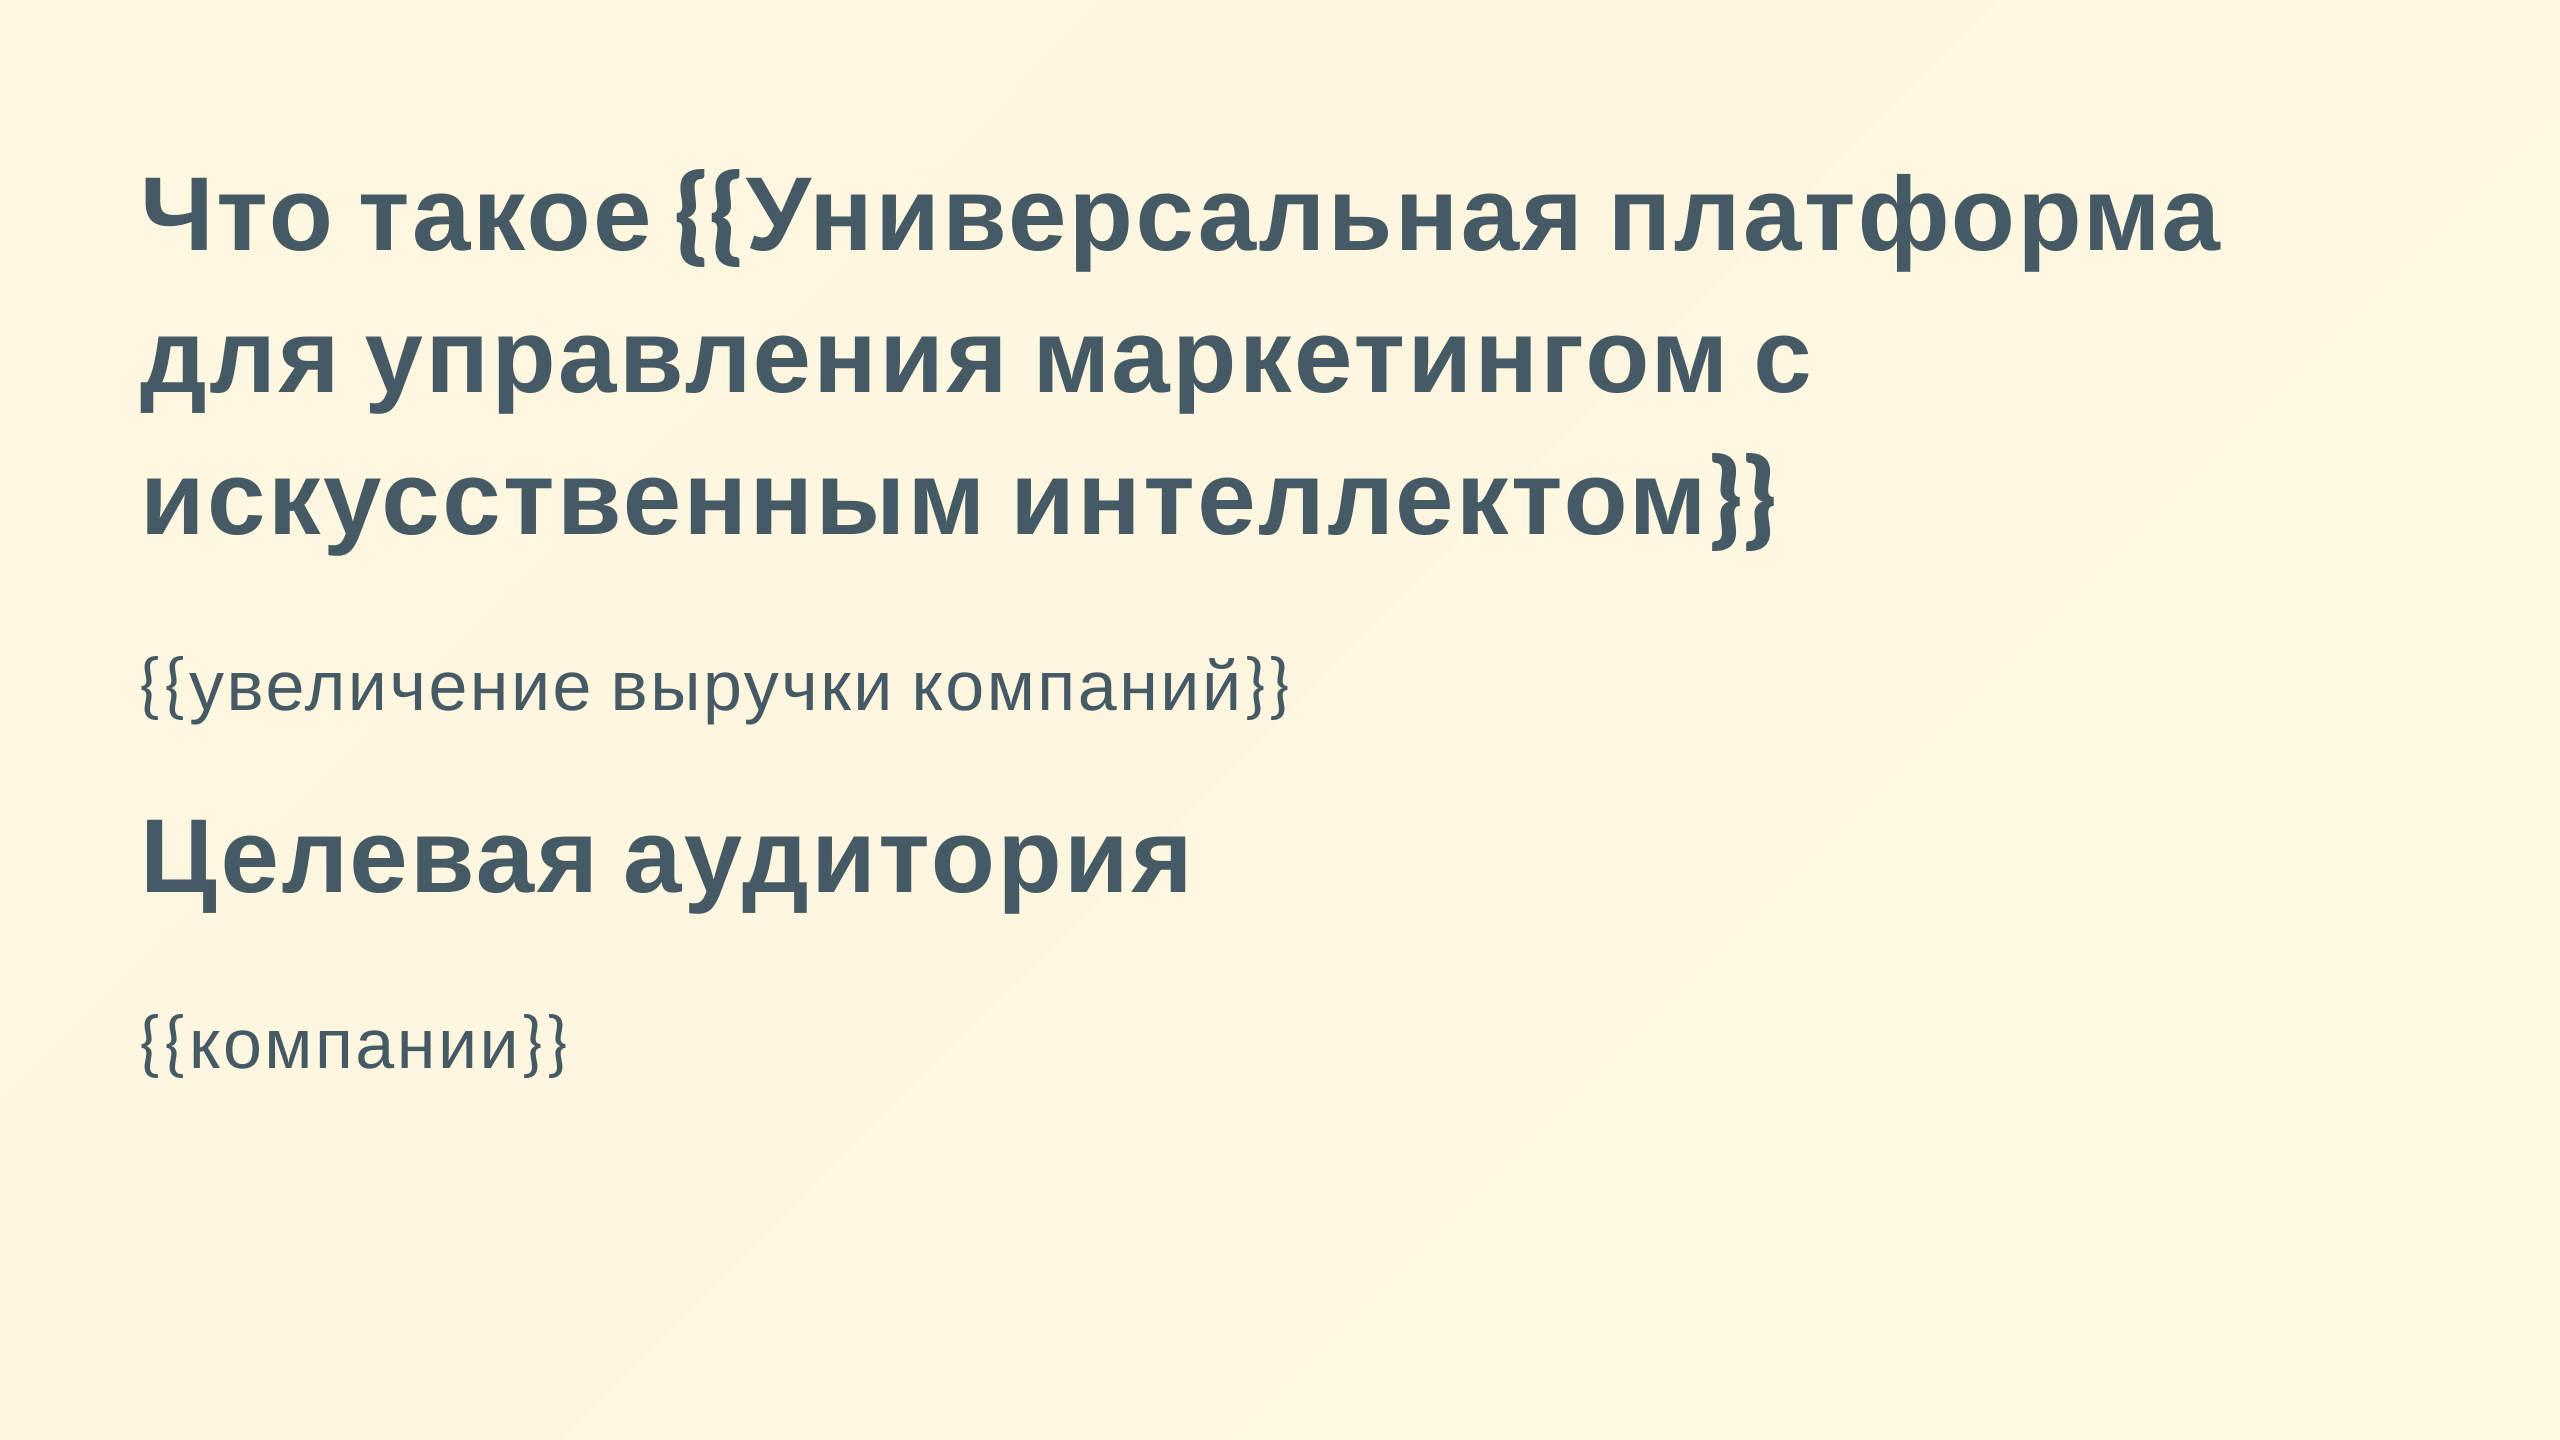 Что такое {{Универсальная платформа
для управления маркетингом с
искусственным интеллектом}}
{{увеличение выручки компаний}}
Целевая аудитория
{{компании}}